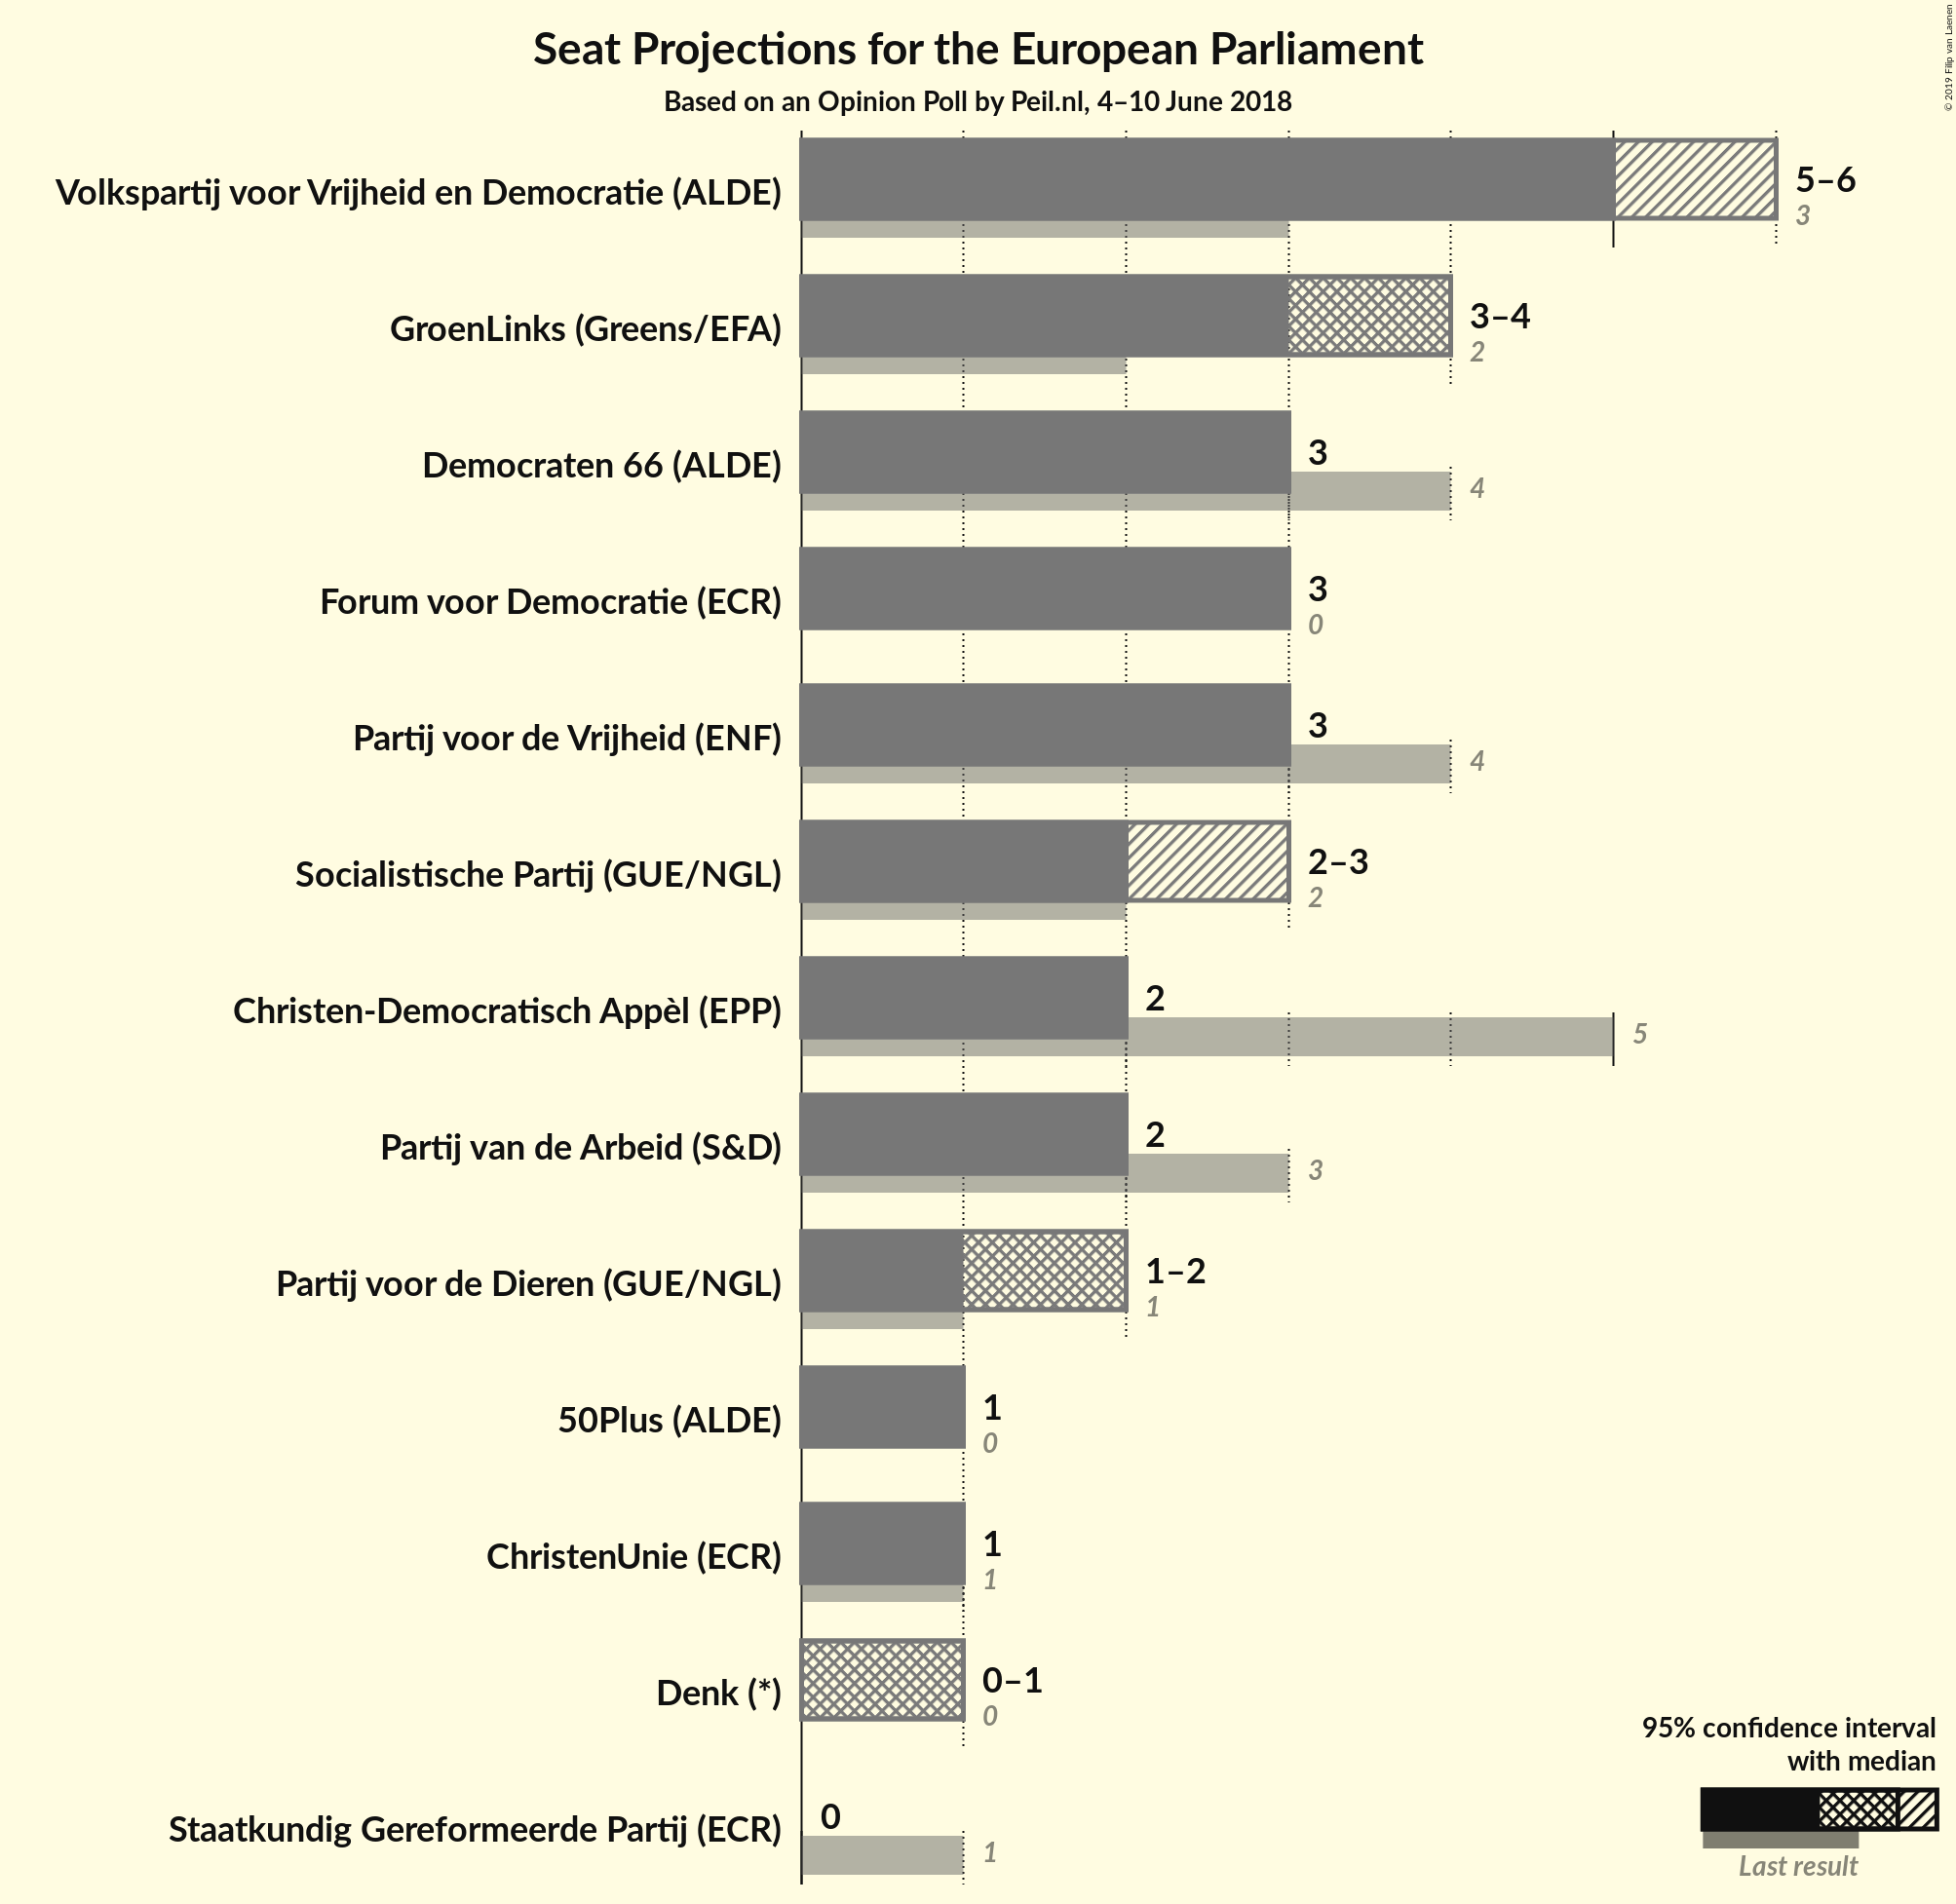 Seat Projections for the European Parliament
Based on an Opinion Poll by Peil.nl, 4–10 June 2018
© 2019 Filip van Laenen
Volkspartij voor Vrijheid en Democratie (ALDE)
5–6
3
GroenLinks (Greens/EFA)
3–4
2
Democraten 66 (ALDE)
3
4
Forum voor Democratie (ECR)
3
0
Partij voor de Vrijheid (ENF)
3
4
Socialistische Partij (GUE/NGL)
2–3
2
Christen-Democratisch Appèl (EPP)
2
5
Partij van de Arbeid (S&D)
2
3
Partij voor de Dieren (GUE/NGL)
1–2
1
50Plus (ALDE)
1
0
ChristenUnie (ECR)
1
1
Denk (*)
0–1
0
Staatkundig Gereformeerde Partij (ECR)
0
1
95% confidence interval
with median
Last result